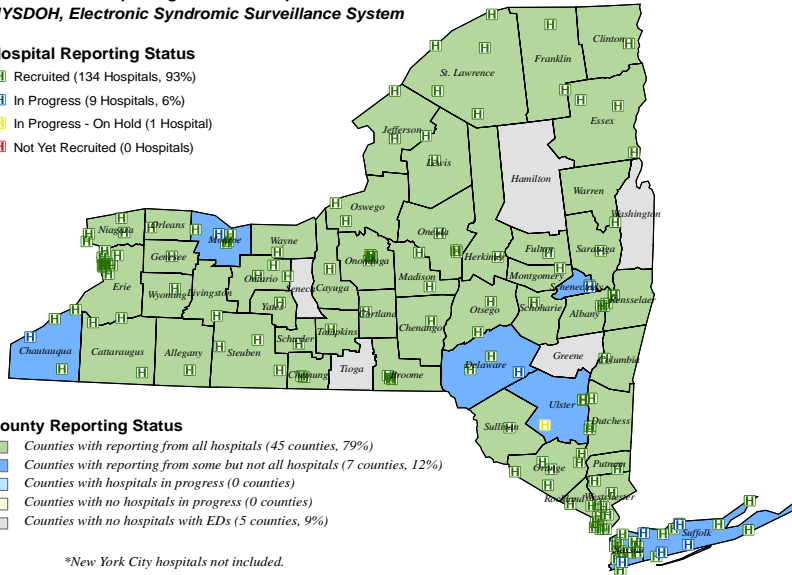 YSDOH, Electronic Syndromic Surveillance System
ospital Reporting Status
H Recruited (134 Hospitals, 93%)
H In Progress (9 Hospitals, 6%)
H In Progress - On Hold (1 Hospital)
H Not Yet Recruited (0 Hospitals)
Clinton
Franklin
St. Lawrence
Essex
Jefferson
Lewis
Hamilton
Warren
Washington
Oswego
Oneida
Herkimer
Fulton
Saratoga
Niagara
Orleans
Monroe
Wayne
Genesee
Onondaga
Madison
Montgomery
Schenectady
Ontario
Seneca
Cayuga
Erie
Wyoming
Livingston
Yates
Otsego
Schoharie
Albany
Rensselaer
Cortland
Chenango
Tompkins
Schuyler
Chautauqua
Cattaraugus
Allegany
Steuben
Chemung
Tioga
Broome
Delaware
Greene
Columbia
Ulster
Sullivan
Dutchess
Orange
Putnam
Rockland
Westchester
Suffolk
Nassau
ounty Reporting Status
Counties with reporting from all hospitals (45 counties, 79%)
Counties with reporting from some but not all hospitals (7 counties, 12%)
Counties with hospitals in progress (0 counties)
Counties with no hospitals in progress (0 counties)
Counties with no hospitals with EDs (5 counties, 9%)
*New York City hospitals not included.